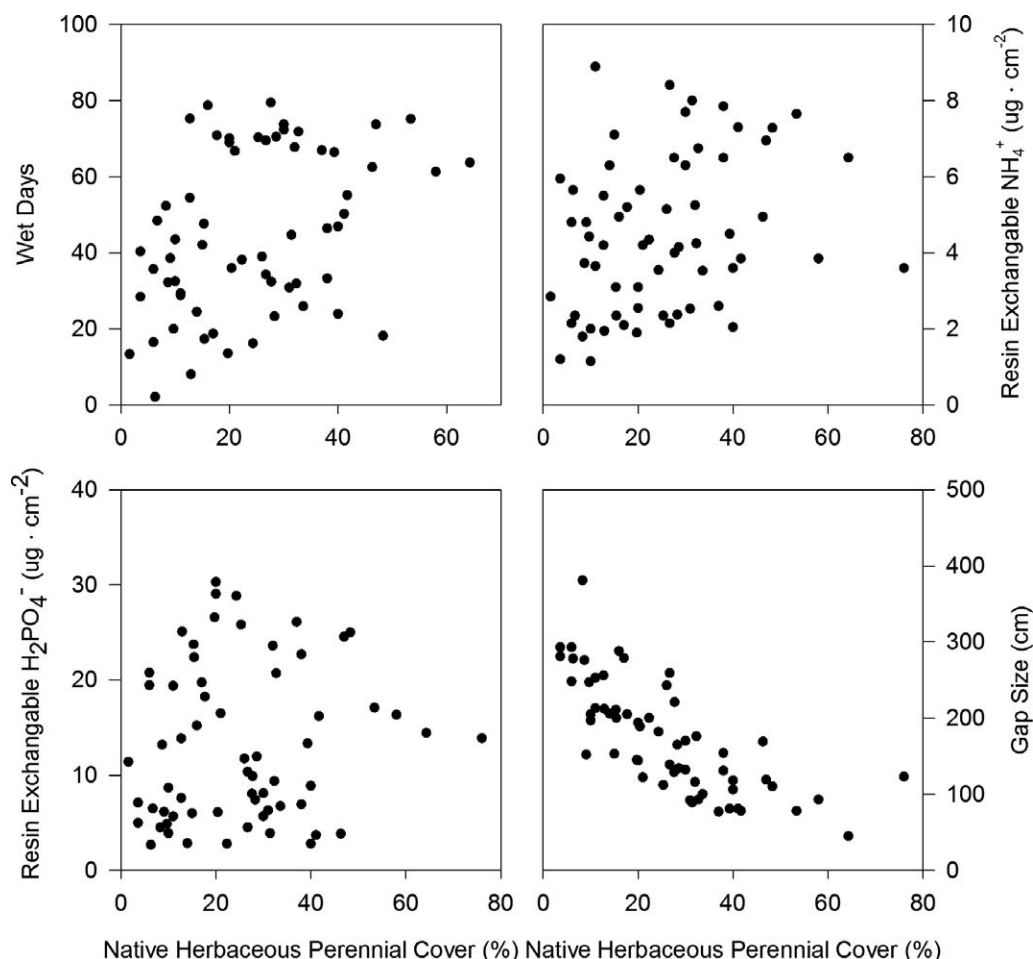 Wet Days
100
80
60
40
20
0
0 20 40 60
10
8
6
4
2
0
Resin Exchangable NH₄⁺ (ug · cm⁻²)
0 20 40 60 80
Resin Exchangable H₂PO₄⁻ (ug · cm⁻²)
40
30
20
10
0
0 20 40 60 80
Native Herbaceous Perennial Cover (%)
500
400
300
200
100
0
Gap Size (cm)
0 20 40 60 80
Native Herbaceous Perennial Cover (%)